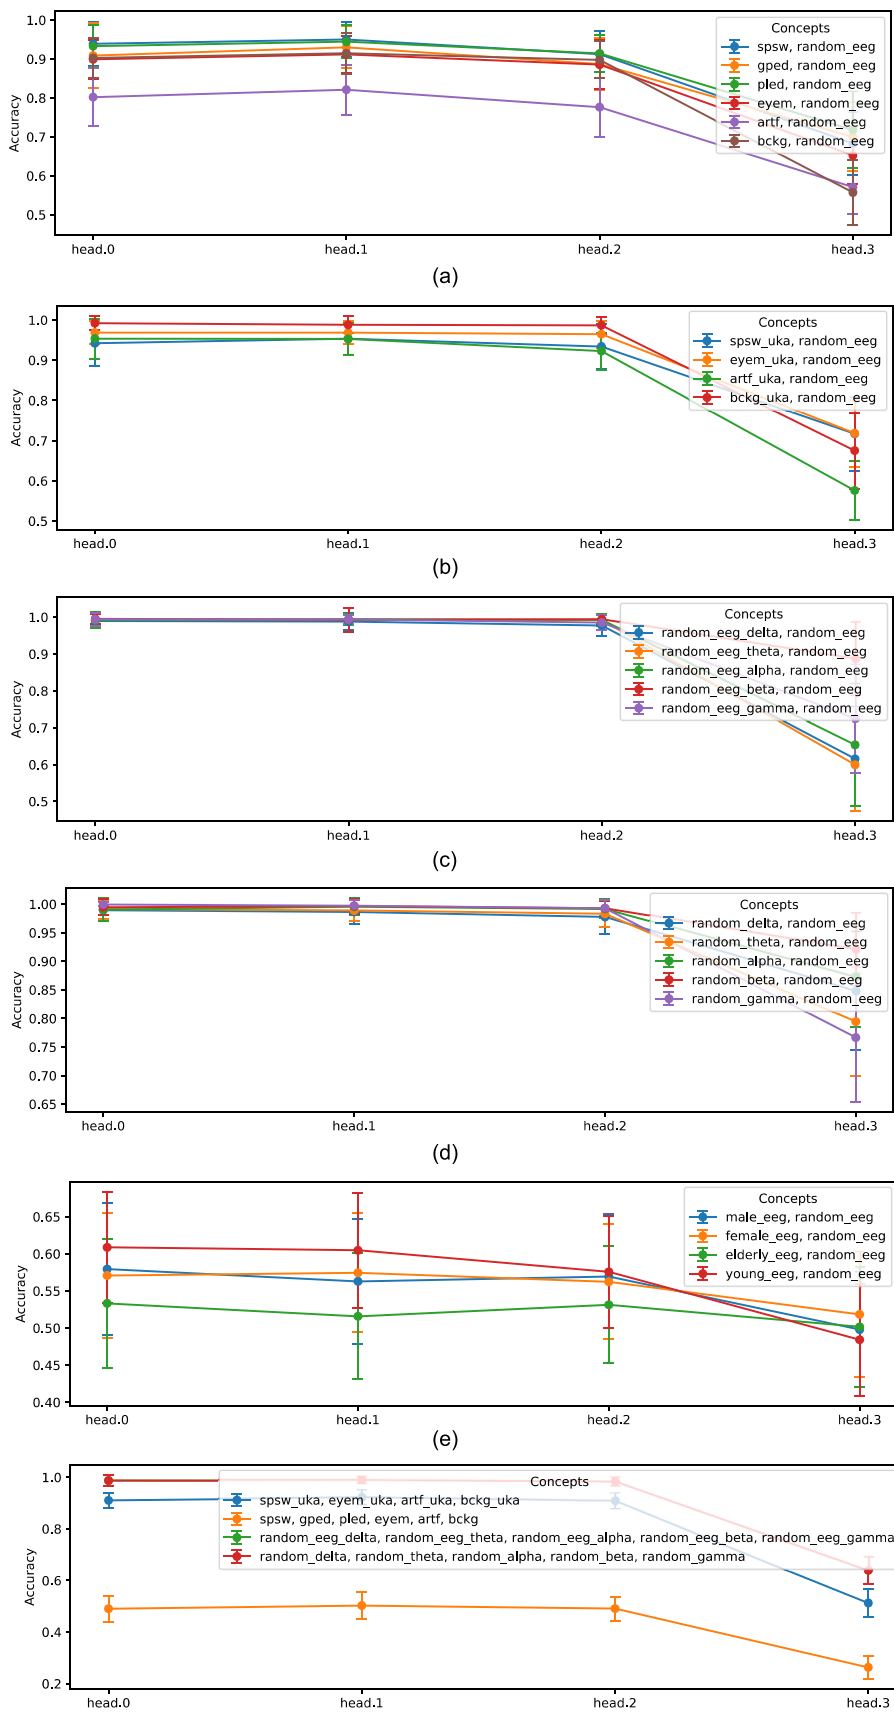 1.0
0.9
0.8
0.7
0.6
0.5
Accuracy
Concepts
spsw, random_eeg
gped, random_eeg
pled, random_eeg
eyem, random_eeg
artf, random_eeg
bckg, random_eeg
head.0 head.1 head.2 head.3
(a)
1.0
0.9
0.8
0.7
0.6
0.5
Accuracy
Concepts
spsw_uka, random_eeg
eyem_uka, random_eeg
artf_uka, random_eeg
bckg_uka, random_eeg
head.0 head.1 head.2 head.3
(b)
1.0
0.9
0.8
0.7
0.6
0.5
Accuracy
Concepts
random_eeg_delta, random_eeg
random_eeg_theta, random_eeg
random_eeg_alpha, random_eeg
random_eeg_beta, random_eeg
random_eeg_gamma, random_eeg
head.0 head.1 head.2 head.3
(c)
1.00
0.95
0.90
0.85
0.80
0.75
0.70
0.65
Accuracy
Concepts
random_delta, random_eeg
random_theta, random_eeg
random_alpha, random_eeg
random_beta, random_eeg
random_gamma, random_eeg
head.0 head.1 head.2 head.3
(d)
0.65
0.60
0.55
0.50
0.45
0.40
Accuracy
Concepts
male_eeg, random_eeg
female_eeg, random_eeg
elderly_eeg, random_eeg
young_eeg, random_eeg
head.0 head.1 head.2 head.3
(e)
1.0
0.8
0.6
0.4
0.2
Accuracy
Concepts
spsw_uka, eyem_uka, artf_uka, bckg_uka
spsw, gped, pled, eyem, artf, bckg
random_eeg_delta, random_eeg_theta, random_eeg_alpha, random_eeg_beta, random_eeg_gamma
random_delta, random_theta, random_alpha, random_beta, random_gamma
head.0 head.1 head.2 head.3